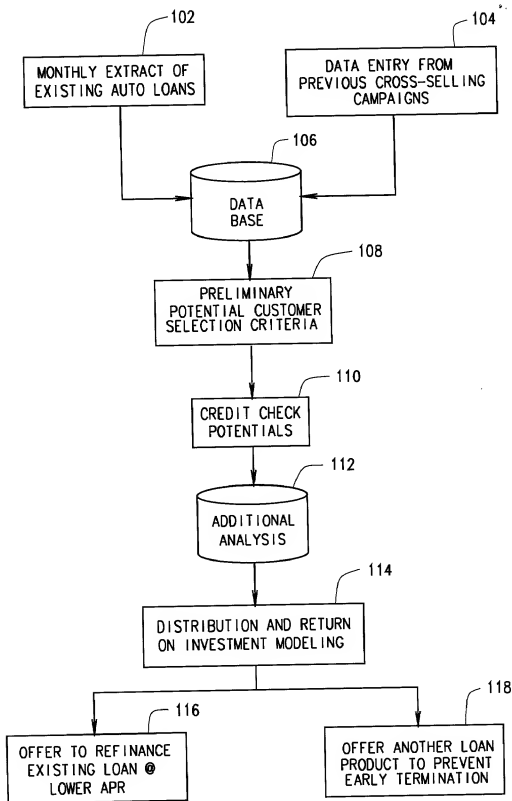 102
MONTHLY EXTRACT OF
EXISTING AUTO LOANS
104
DATA ENTRY FROM
PREVIOUS CROSS-SELLING
CAMPAIGNS
106
DATA
BASE
108
PRELIMINARY
POTENTIAL CUSTOMER
SELECTION CRITERIA
110
CREDIT CHECK
POTENTIALS
112
ADDITIONAL
ANALYSIS
114
DISTRIBUTION AND RETURN
ON INVESTMENT MODELING
116
OFFER TO REFINANCE
EXISTING LOAN @
LOWER APR
118
OFFER ANOTHER LOAN
PRODUCT TO PREVENT
EARLY TERMINATION